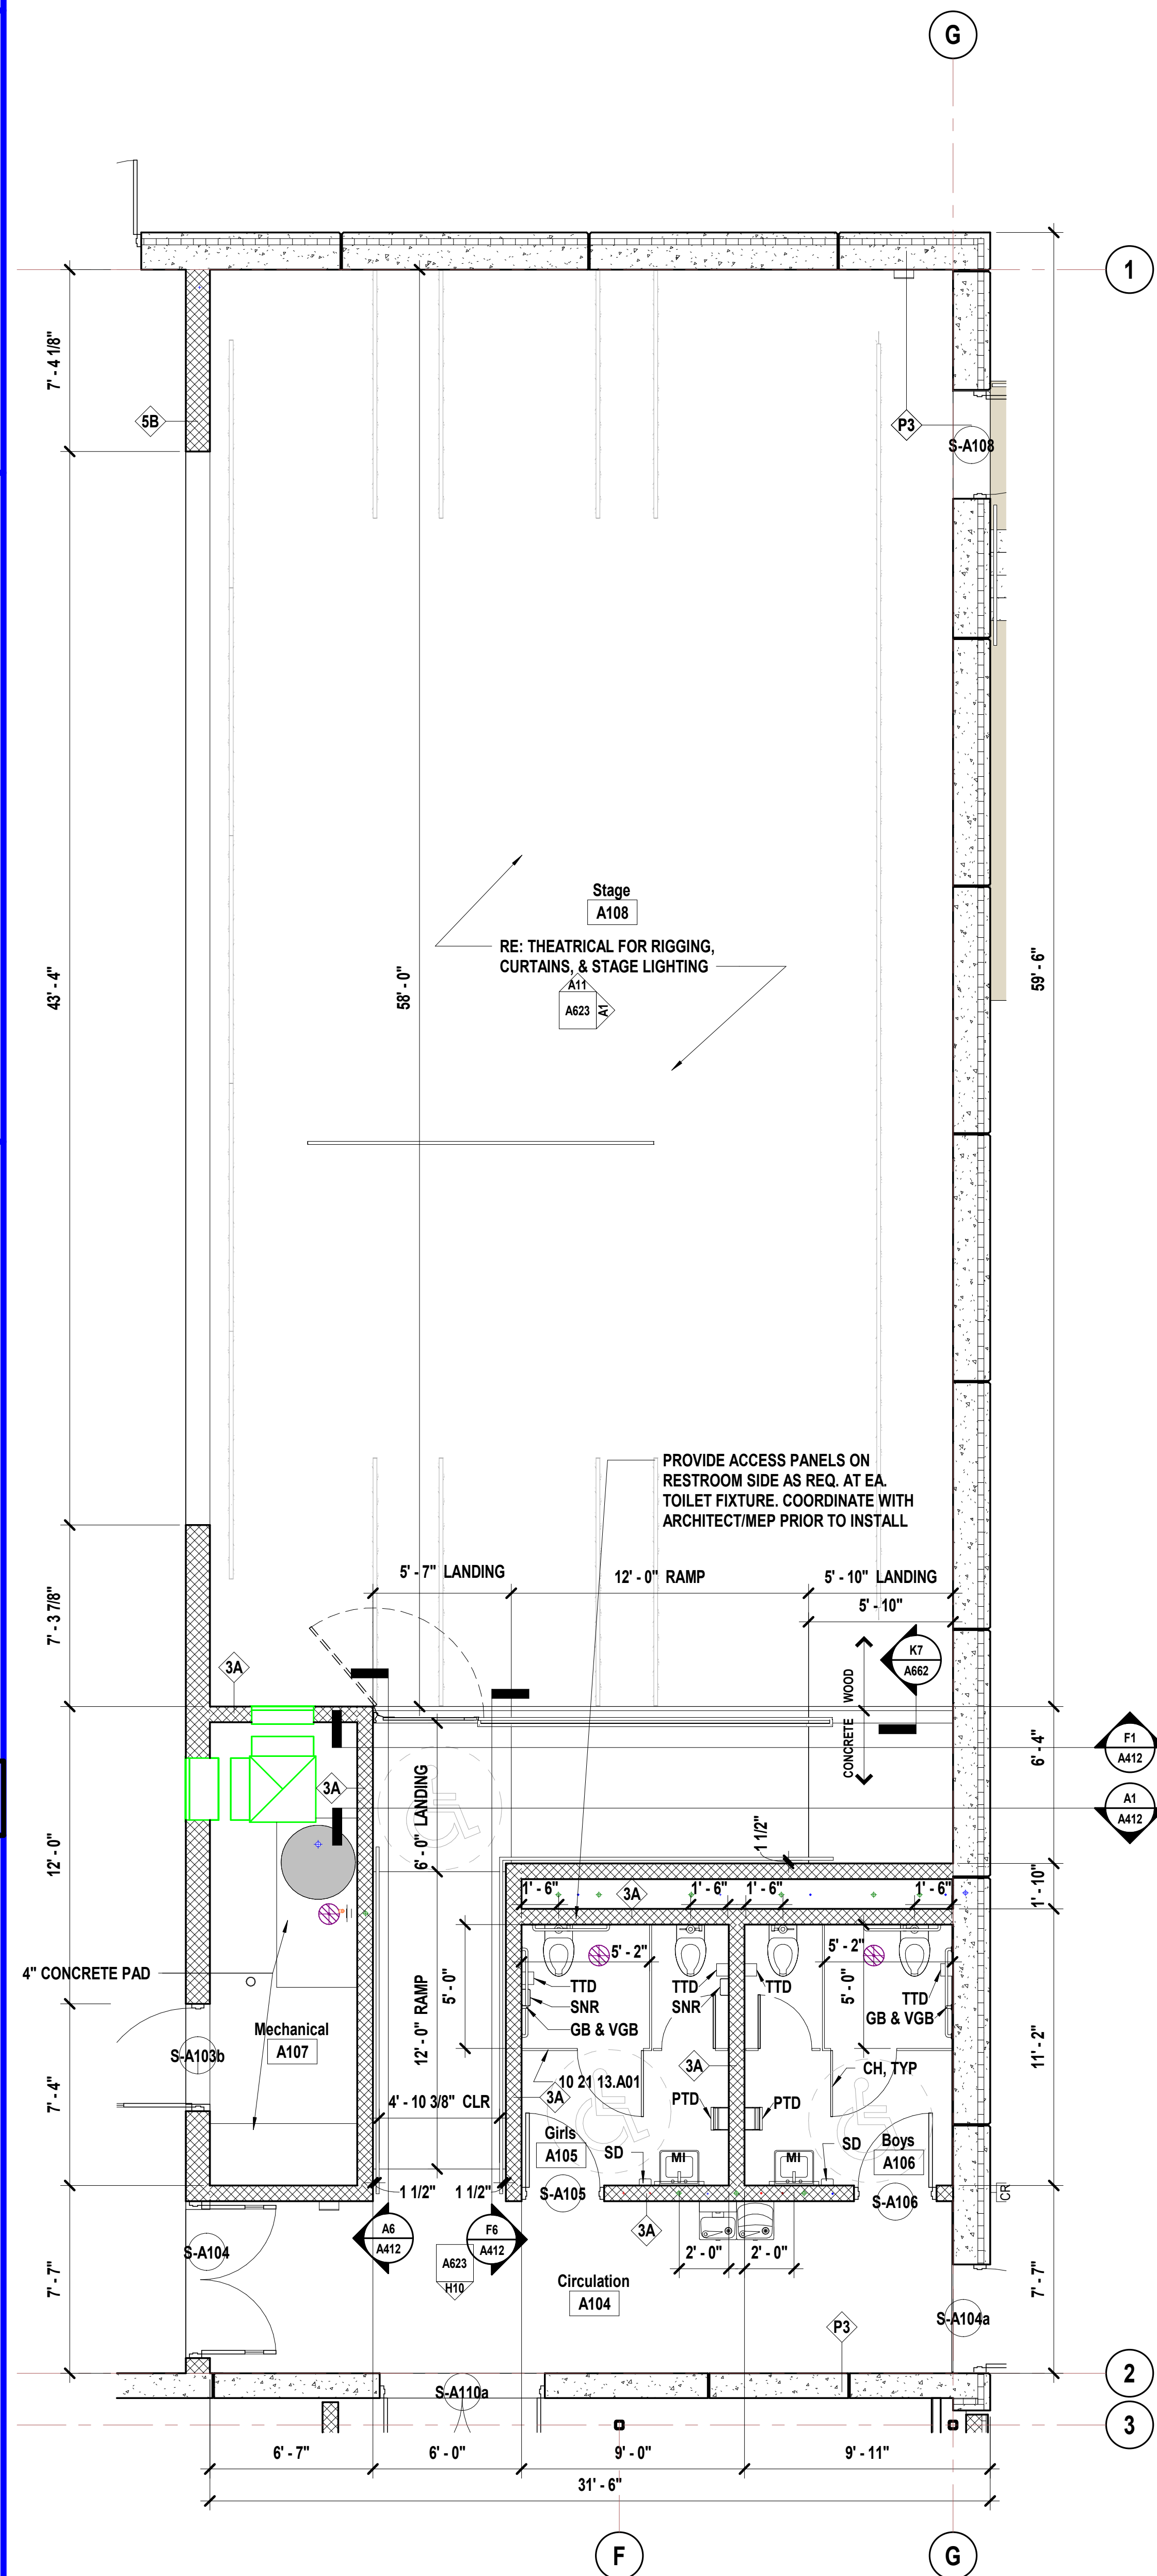 G
1
7' - 4 1/8"
5B
P3
S-A108
Stage
A108
RE: THEATRICAL FOR RIGGING,
CURTAINS, & STAGE LIGHTING
A11
A623
A1
43' - 4"
58' - 0"
59' - 6"
PROVIDE ACCESS PANELS ON
RESTROOM SIDE AS REQ. AT EA.
TOILET FIXTURE. COORDINATE WITH
ARCHITECT/MEP PRIOR TO INSTALL
5' - 7" LANDING
12' - 0" RAMP
5' - 10" LANDING
5' - 10"
7' - 3 7/8"
3A
WOOD
CONCRETE
K7
A662
F1
A412
6' - 4"
3A
A1
A412
6' - 0" LANDING
1 1/2"
12' - 0"
1' - 10"
1' - 6"
3A
1' - 6"
1' - 6"
1' - 6"
4" CONCRETE PAD
5' - 2"
5' - 2"
5' - 0"
5' - 0"
TTD
SNR
GB & VGB
TTD
SNR
TTD
TTD
GB & VGB
12' - 0" RAMP
Mechanical
A107
S-A103b
11' - 2"
3A
CH, TYP
10 21 13.A01
3A
7' - 4"
4' - 10 3/8" CLR
PTD
PTD
Girls
A105
SD
MI
MI
SD
Boys
A106
1 1/2"
1 1/2"
S-A105
S-A106
CR
A6
A412
F6
A412
3A
S-A104
A623
H10
2' - 0"
2' - 0"
7' - 7"
7' - 7"
Circulation
A104
P3
S-A104a
2
S-A110a
3
6' - 7"
6' - 0"
9' - 0"
9' - 11"
31' - 6"
F
G